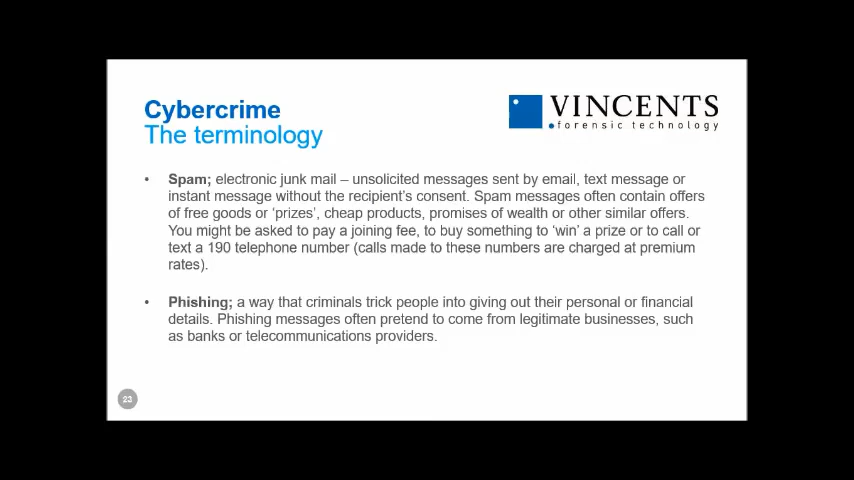 Cybercrime
The terminology
VINCENTS
forensic technology
• Spam; electronic junk mail – unsolicited messages sent by email, text message or
instant message without the recipient's consent. Spam messages often contain offers
of free goods or 'prizes', cheap products, promises of wealth or other similar offers.
You might be asked to pay a joining fee, to buy something to 'win' a prize or to call or
text a 190 telephone number (calls made to these numbers are charged at premium
rates).
• Phishing; a way that criminals trick people into giving out their personal or financial
details. Phishing messages often pretend to come from legitimate businesses, such
as banks or telecommunications providers.
23